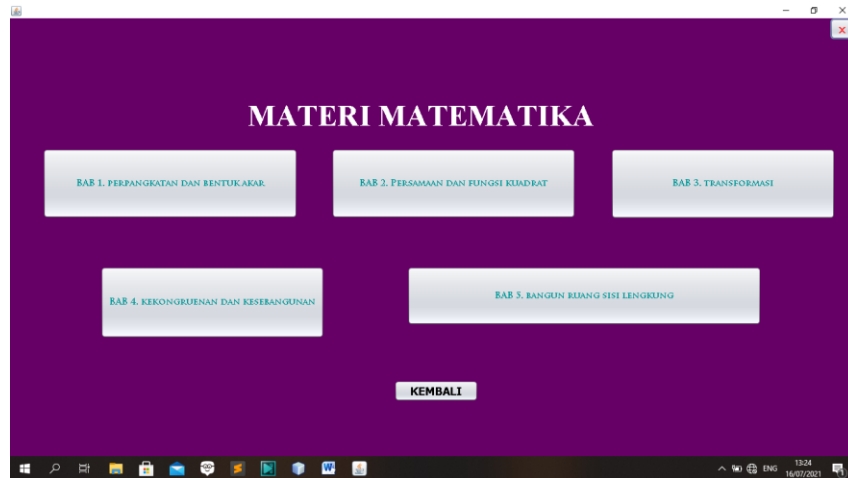 MATERI MATEMATIKA
BAB 1. PERPANGKATAN DAN BENTUK AKAR
BAB 2. PERSAMAAN DAN FUNGSI KUADRAT
BAB 3. TRANSFORMASI
BAB 4. KEKONGRUENAN DAN KESEBANGUNAN
BAB 5. BANGUN RUANG SISI LENGKUNG
KEMBALI
ENG
13:24
16/07/2021